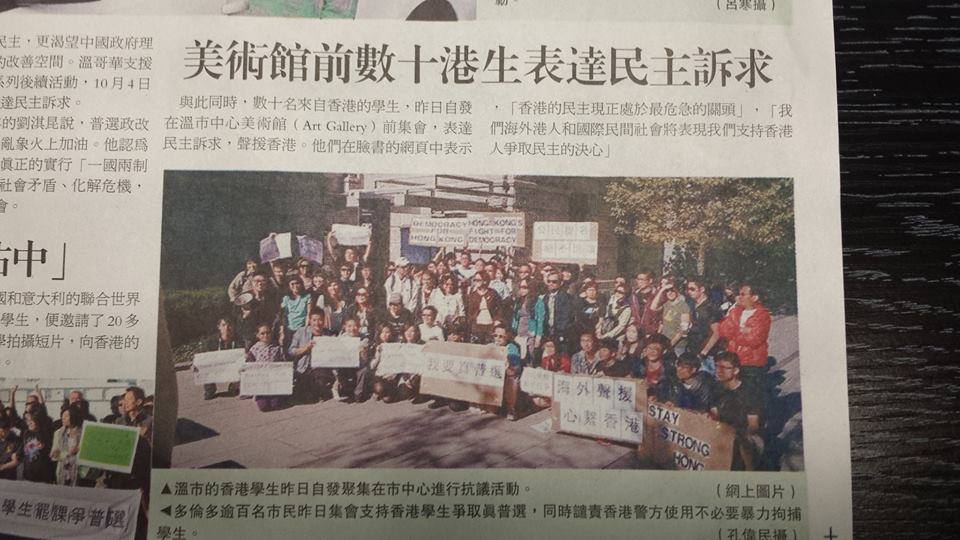 動。
(呂寒攝)
民主，更渴望中國政府理
的改善空間。溫哥華支援
系列後續活動，10月4日
達民主訴求。
的劉淇昆說，普選政改
亂象火上加油。他認為
真正的實行「一國兩制
社會矛盾、化解危機，
會。
佔中」
國和意大利的聯合世界
學生，便邀請了20多
學拍攝短片，向香港的
。
美術館前數十港生表達民主訴求
與此同時，數十名來自香港的學生，昨日自發
在溫市中心美術館（Art Gallery）前集會，表達
民主訴求，聲援香港。他們在臉書的網頁中表示
，「香港的民主現正處於最危急的關頭」，「我
們海外港人和國際民間社會將表現我們支持香港
人爭取民主的決心」
DEMOCRACY
FOR
HONG KONG
HONG KONG'S
FIGHT FOR
DEMOCRACY
我要真普選
海外聲援
心繫香港
STAY
STRONG
HONG
學生罷課爭普選
▲溫市的香港學生昨日自發聚集在市中心進行抗議活動。
（網上圖片）
◀多倫多逾百名市民昨日集會支持香港學生爭取真普選，同時譴責香港警方使用不必要暴力拘捕
學生。
（孔偉民攝）